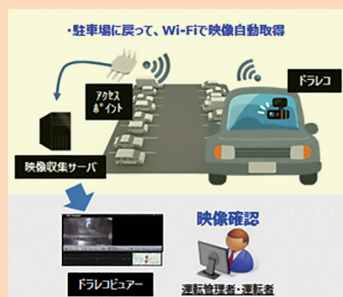 ・駐車場に戻って、Wi-Fiで映像自動取得
アクセス
ポイント
ドラレコ
映像収集サーバ
映像確認
ドラレコビュアー
運転管理者・運転者